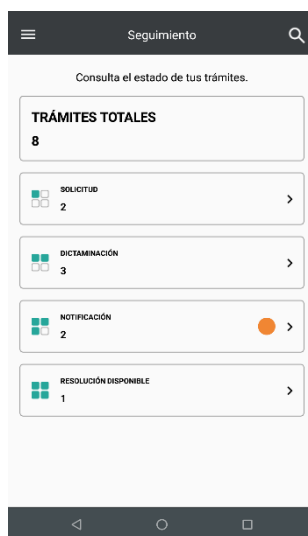 Seguimiento
Consulta el estado de tus trámites.
TRÁMITES TOTALES
8
SOLICITUD
2
DICTAMINACIÓN
3
NOTIFICACIÓN
2
RESOLUCIÓN DISPONIBLE
1